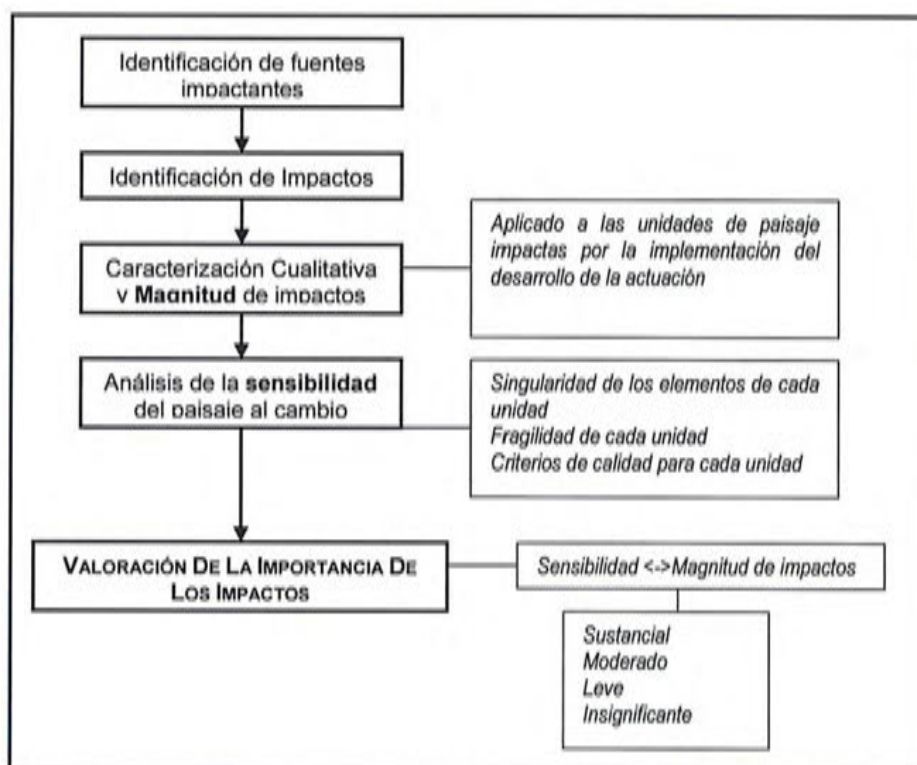 Identificación de fuentes
impactantes
Identificación de Impactos
Caracterización Cualitativa
y Magnitud de impactos
Aplicado a las unidades de paisaje
impactas por la implementación del
desarrollo de la actuación
Análisis de la sensibilidad
del paisaje al cambio
Singularidad de los elementos de cada
unidad
Fragilidad de cada unidad
Criterios de calidad para cada unidad
VALORACIÓN DE LA IMPORTANCIA DE
LOS IMPACTOS
Sensibilidad <->Magnitud de impactos
Sustancial
Moderado
Leve
Insignificante